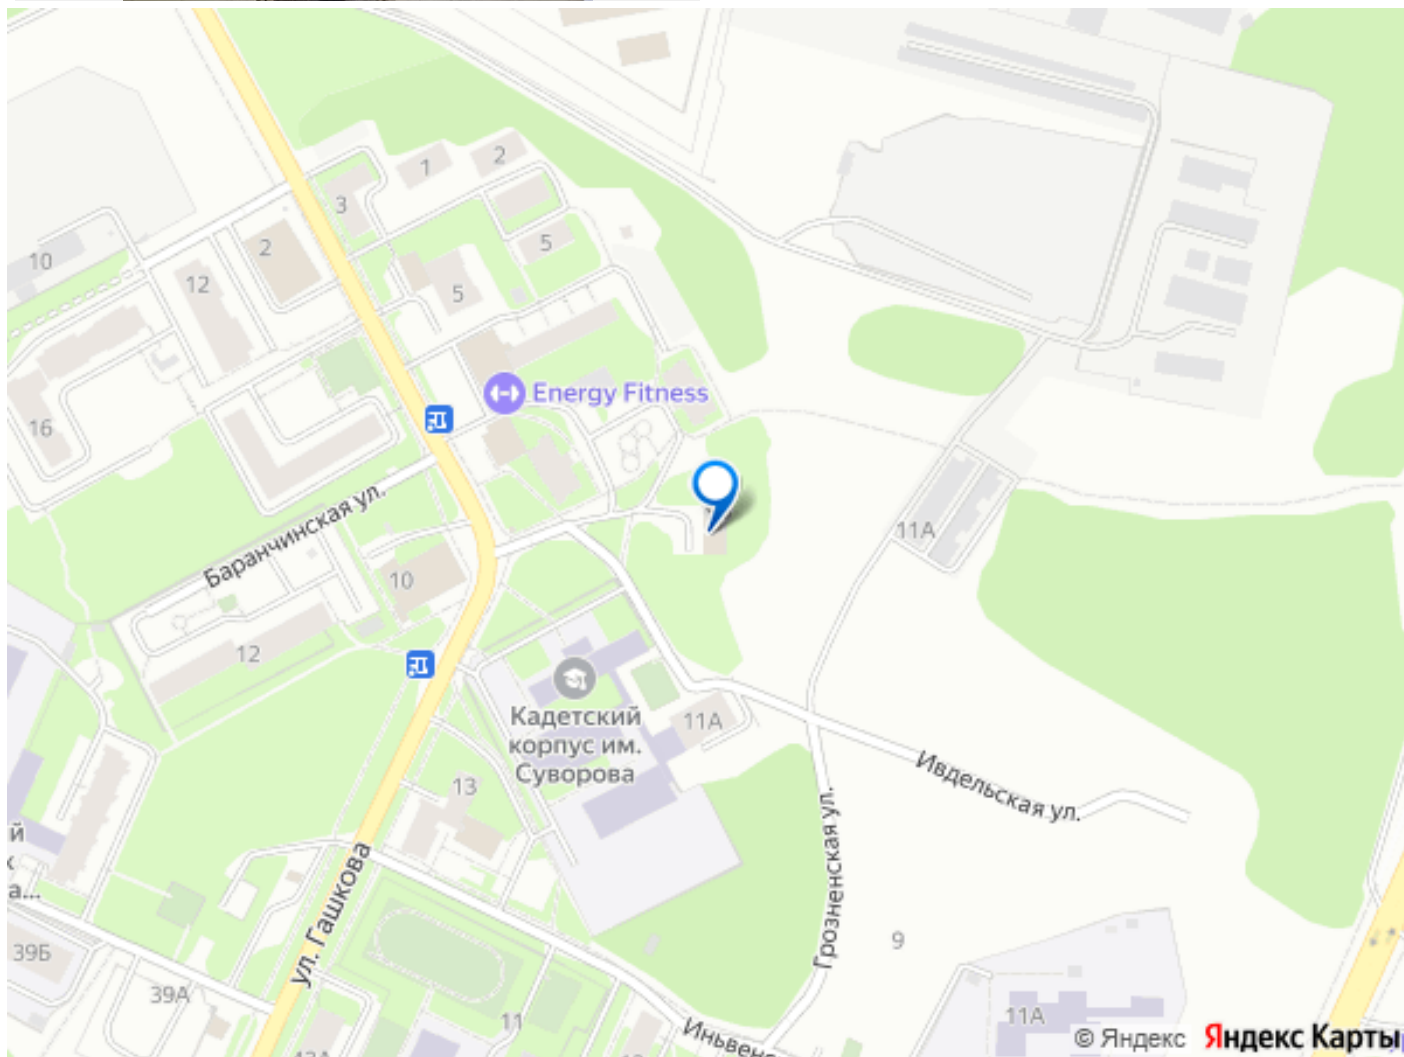 1
2
3
2
5
10
12
5
Energy Fitness
16
11А
Баранчинская ул.
10
12
Кадетский
корпус им.
Суворова
11А
Ивдельская ул.
13
Грозненская ул.
ул. Гашкова
й
к
а...
39Б
9
39А
11
11А
Иньвенс
© Яндекс
Яндекс Карты